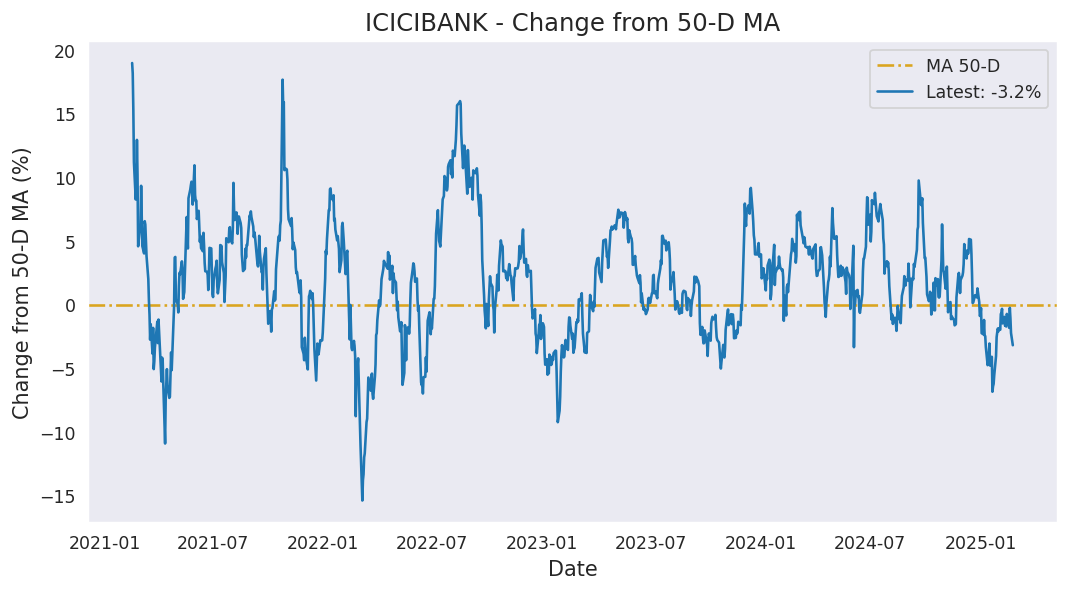 ICICIBANK - Change from 50-D MA
MA 50-D
Latest: -3.2%
Change from 50-D MA (%)
20
15
10
5
0
−5
−10
−15
2021-01 2021-07 2022-01 2022-07 2023-01 2023-07 2024-01 2024-07 2025-01
Date